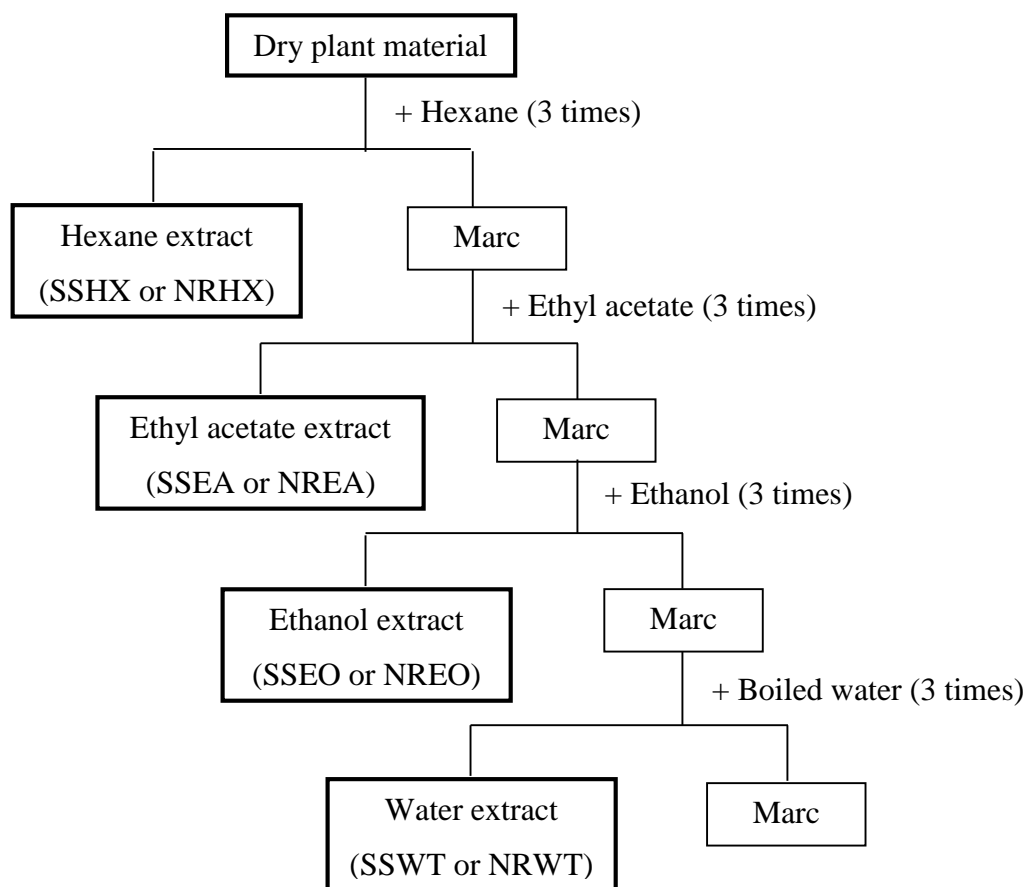 Dry plant material
+ Hexane (3 times)
Hexane extract
(SSHX or NRHX)
Marc
+ Ethyl acetate (3 times)
Ethyl acetate extract
(SSEA or NREA)
Marc
+ Ethanol (3 times)
Ethanol extract
(SSEO or NREO)
Marc
+ Boiled water (3 times)
Water extract
(SSWT or NRWT)
Marc